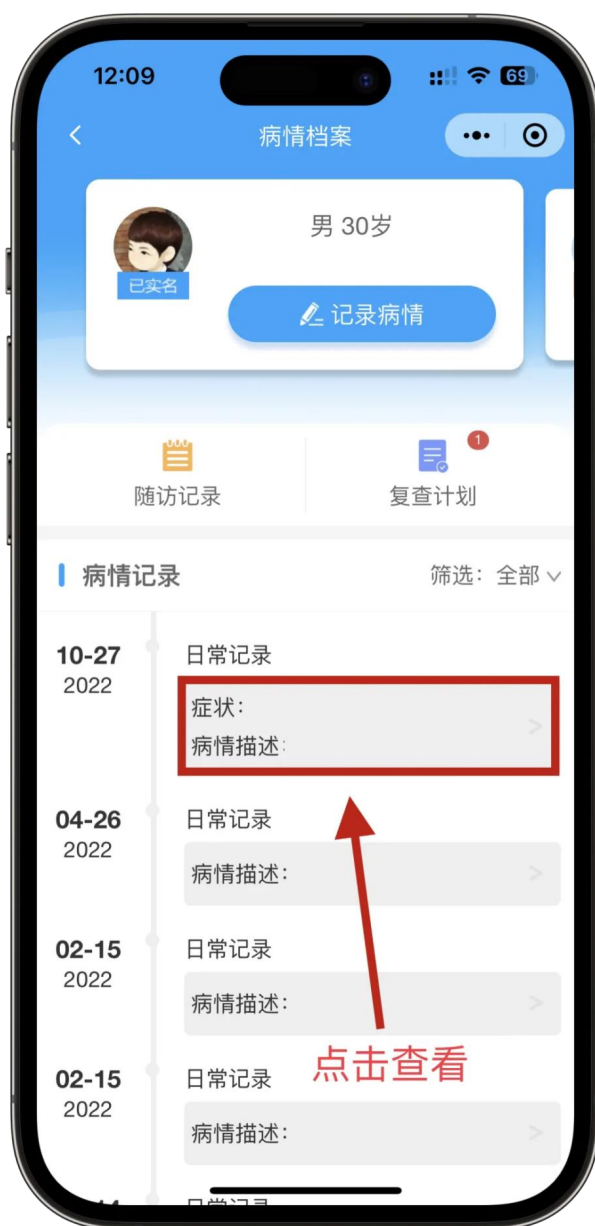 12:09
69
病情档案
男 30岁
已实名
记录病情
1
随访记录
复查计划
病情记录
筛选：全部
10-27
日常记录
2022
症状：
病情描述：
04-26
日常记录
2022
病情描述：
02-15
日常记录
2022
病情描述：
点击查看
02-15
日常记录
2022
病情描述：
日常记录